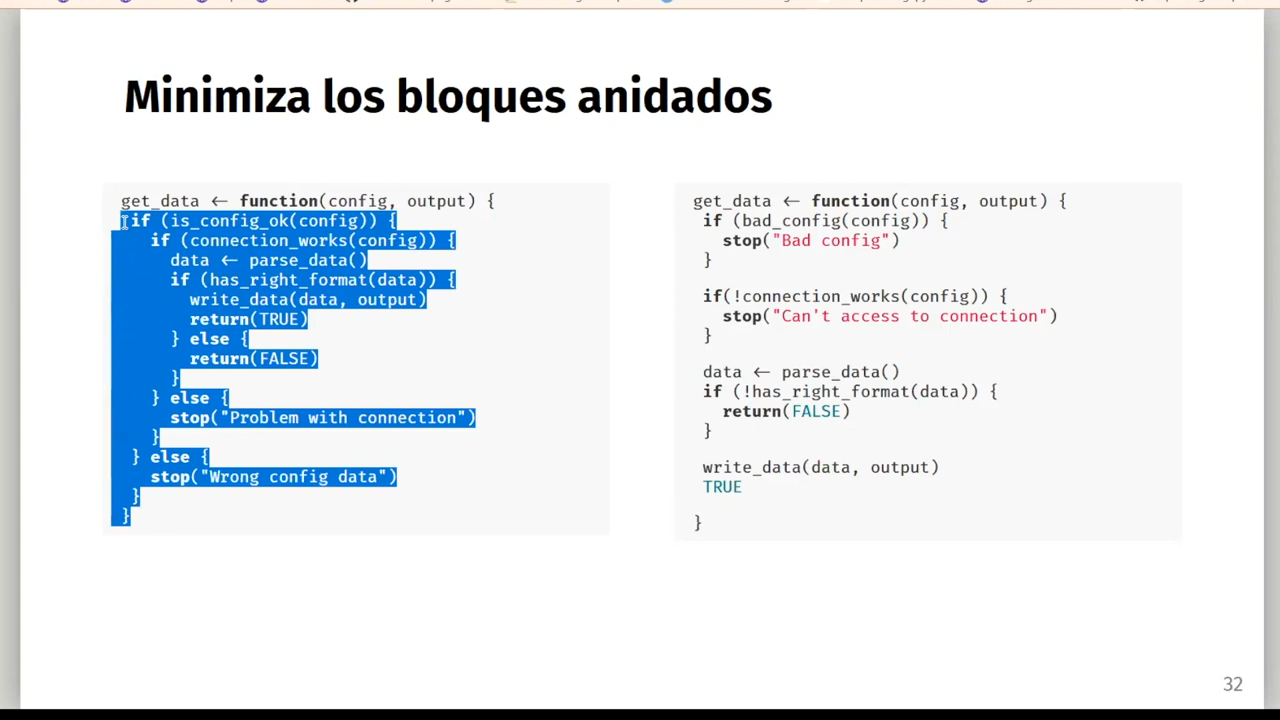 Minimiza los bloques anidados
get_data ← function(config, output) {
if (is_config_ok(config)) {
if (connection_works(config)) {
data ← parse_data()
if (has_right_format(data)) {
write_data(data, output)
return(TRUE)
} else {
return(FALSE)
}
} else {
stop("Problem with connection")
}
} else {
stop("Wrong config data")
}
}
get_data ← function(config, output) {
if (bad_config(config)) {
stop("Bad config")
}
if(!connection_works(config)) {
stop("Can't access to connection")
}
data ← parse_data()
if (!has_right_format(data)) {
return(FALSE)
}
write_data(data, output)
TRUE
}
32